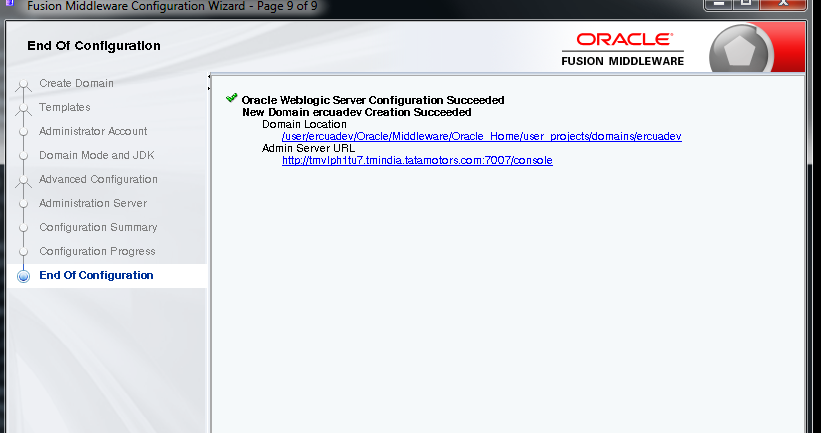 Fusion Middleware Configuration Wizard - Page 9 of 9
End Of Configuration
ORACLE
FUSION MIDDLEWARE
Create Domain
Templates
Administrator Account
Domain Mode and JDK
Advanced Configuration
Administration Server
Configuration Summary
Configuration Progress
End Of Configuration
Oracle Weblogic Server Configuration Succeeded
New Domain ercuadev Creation Succeeded
Domain Location
/user/ercuadev/Oracle/Middleware/Oracle_Home/user_projects/domains/ercuadev
Admin Server URL
http://tmvlph1tu7.tmindia.tatamotors.com:7007/console